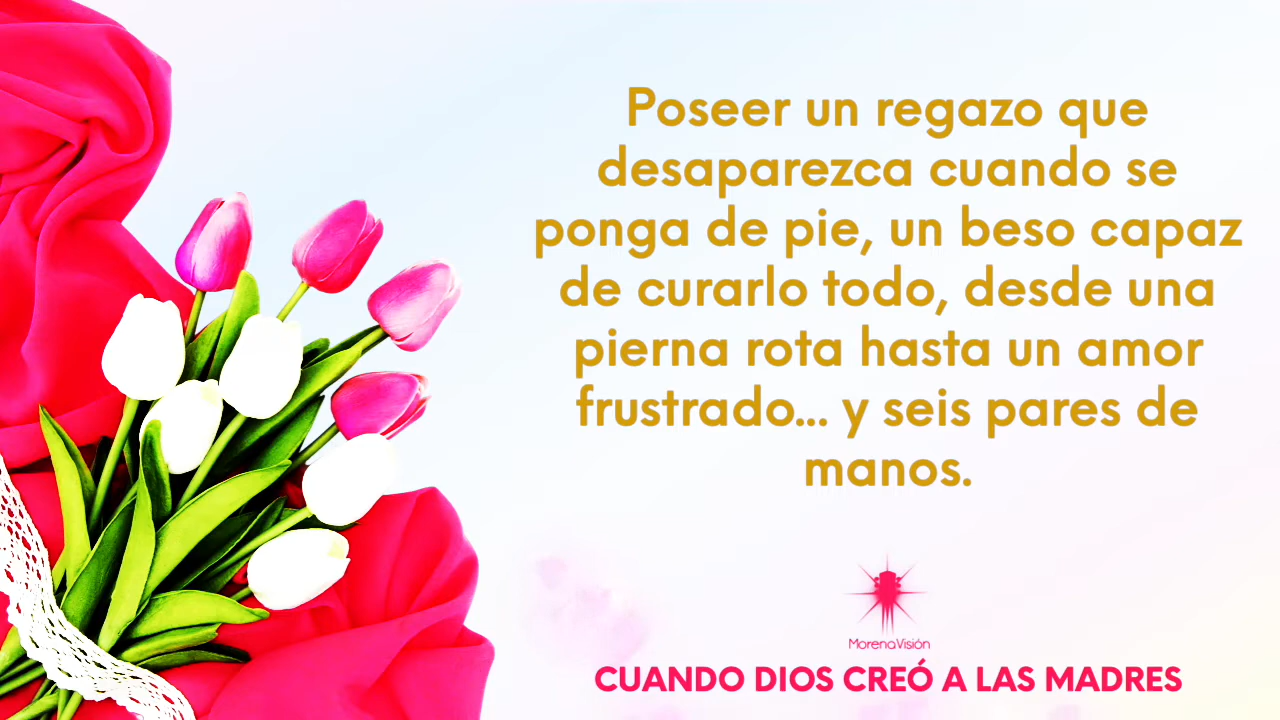 Poseer un regazo que
desaparezca cuando se
ponga de pie, un beso capaz
de curarlo todo, desde una
pierna rota hasta un amor
frustrado... y seis pares de
manos.
MorenaVisión
CUANDO DIOS CREÓ A LAS MADRES